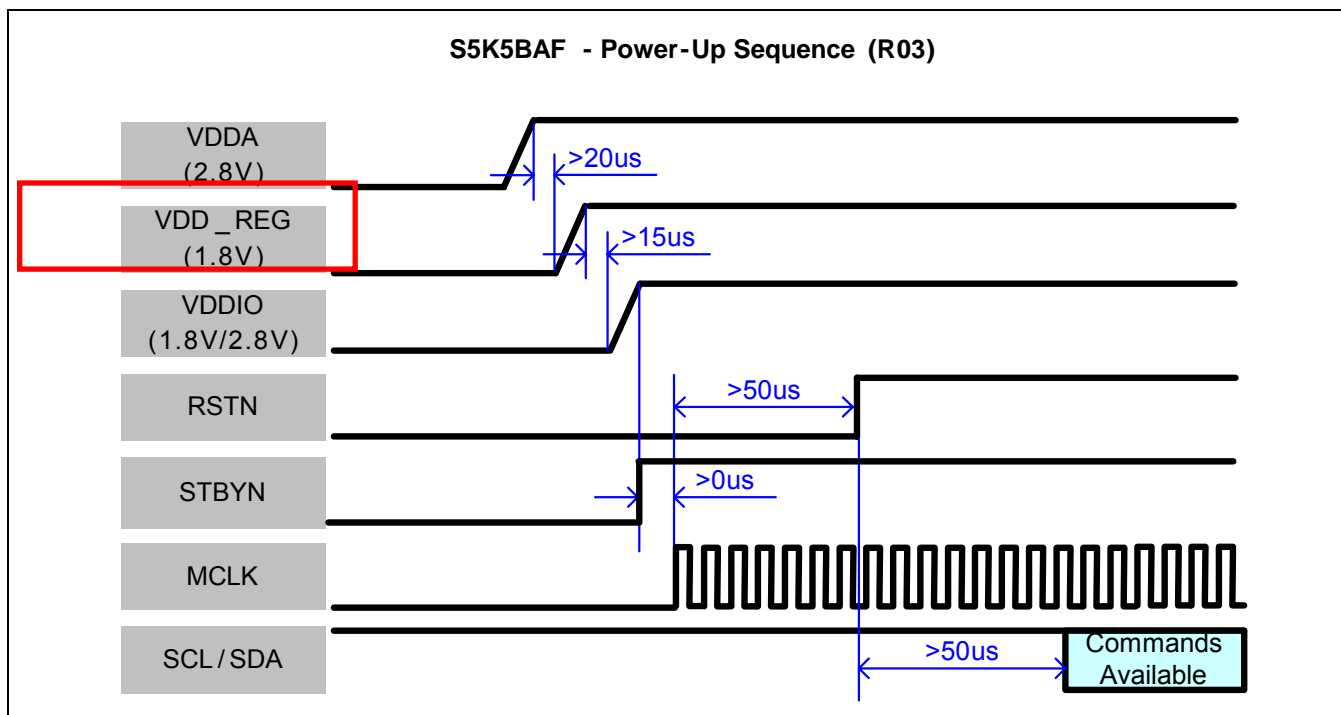 S5K5BAF - Power-Up Sequence (R03)
VDDA
(2.8V)
>20us
VDD_REG
(1.8V)
>15us
VDDIO
(1.8V/2.8V)
RSTN
>50us
STBYN
>0us
MCLK
SCL/SDA
>50us
Commands
Available